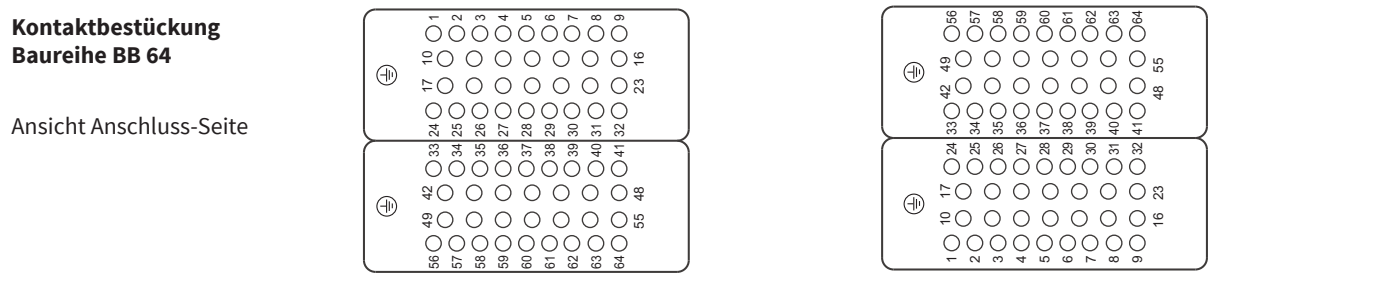 Kontaktbestückung
Baureihe BB 64
Ansicht Anschluss-Seite
1 2 3 4 5 6 7 8 9
10 16
17 23
24 25 26 27 28 29 30 31 32
33 34 35 36 37 38 39 40 41
42 48
49 55
56 57 58 59 60 61 62 63 64
56 57 58 59 60 61 62 63 64
49 55
42 48
33 34 35 36 37 38 39 40 41
24 25 26 27 28 29 30 31 32
17 23
10 16
1 2 3 4 5 6 7 8 9